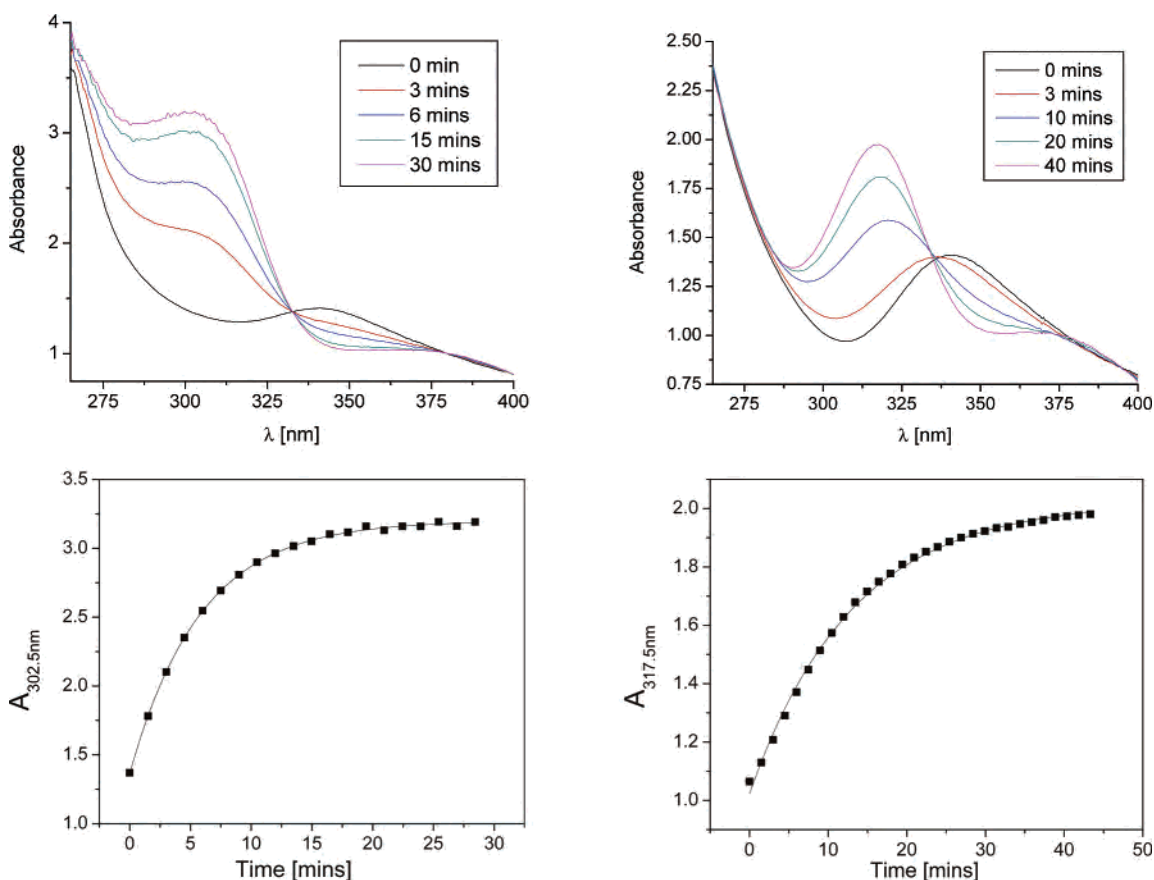 4
3
2
1
Absorbance
275 300 325 350 375 400
λ [nm]
0 min
3 mins
6 mins
15 mins
30 mins
2.50
2.25
2.00
1.75
1.50
1.25
1.00
0.75
Absorbance
275 300 325 350 375 400
λ [nm]
0 mins
3 mins
10 mins
20 mins
40 mins
3.5
3.0
2.5
2.0
1.5
1.0
A302.5nm
0 5 10 15 20 25 30
Time [mins]
2.0
1.8
1.6
1.4
1.2
1.0
A317.5nm
0 10 20 30 40 50
Time [mins]